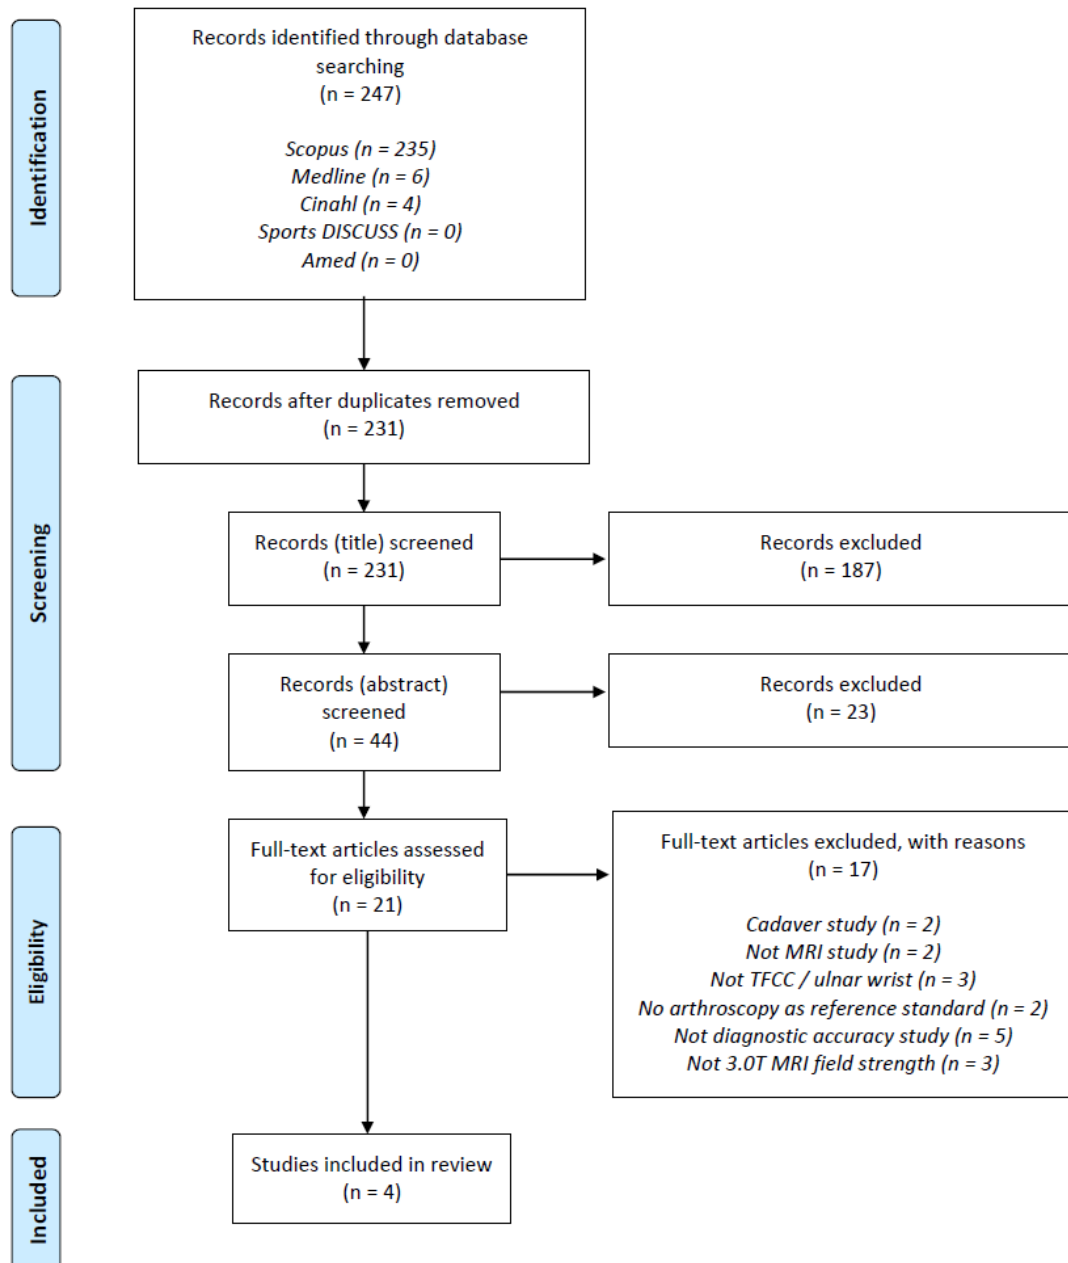 Identification
Records identified through database
searching
(n = 247)
Scopus (n = 235)
Medline (n = 6)
Cinahl (n = 4)
Sports DISCUSS (n = 0)
Amed (n = 0)
Screening
Records after duplicates removed
(n = 231)
Records (title) screened
(n = 231)
Records excluded
(n = 187)
Records (abstract)
screened
(n = 44)
Records excluded
(n = 23)
Eligibility
Full-text articles assessed
for eligibility
(n = 21)
Full-text articles excluded, with reasons
(n = 17)
Cadaver study (n = 2)
Not MRI study (n = 2)
Not TFCC / ulnar wrist (n = 3)
No arthroscopy as reference standard (n = 2)
Not diagnostic accuracy study (n = 5)
Not 3.0T MRI field strength (n = 3)
Included
Studies included in review
(n = 4)